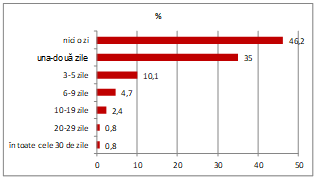 %
nici o zi 46,2
una-două zile 35
3-5 zile 10,1
6-9 zile 4,7
10-19 zile 2,4
20-29 zile 0,8
în toate cele 30 de zile 0,8
0 10 20 30 40 50